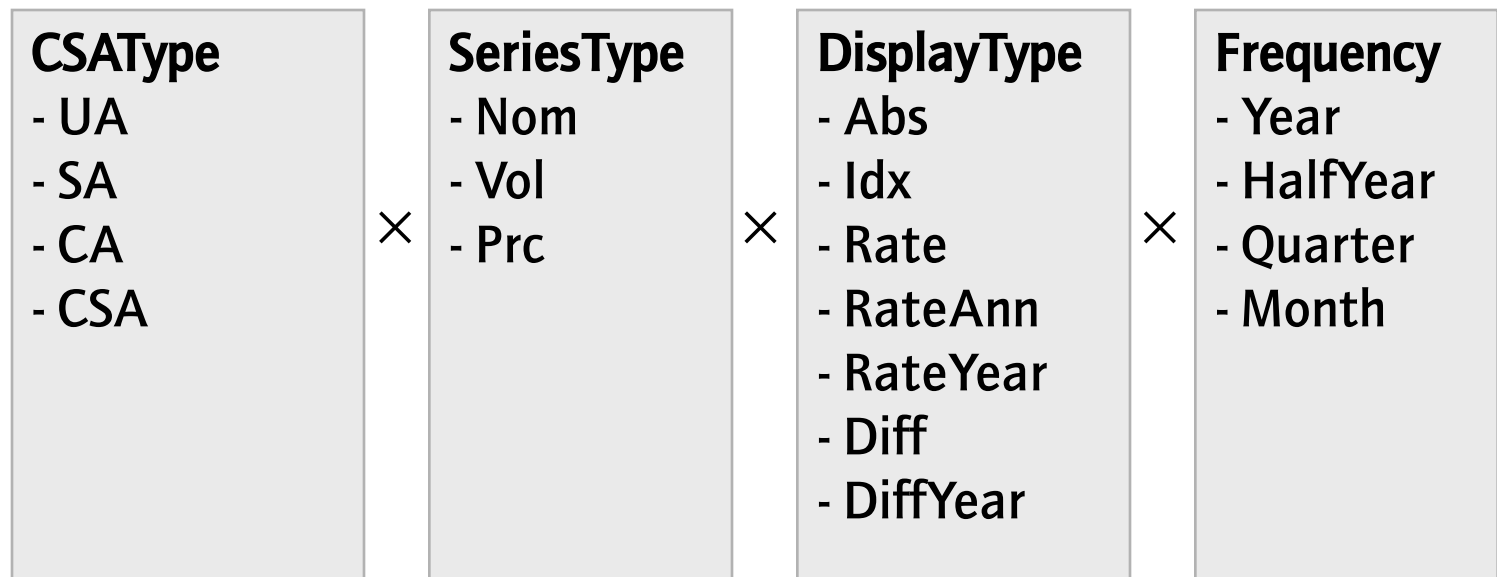 CSAType
- UA
- SA
- CA
- CSA
×
SeriesType
- Nom
- Vol
- Prc
×
DisplayType
- Abs
- Idx
- Rate
- RateAnn
- RateYear
- Diff
- DiffYear
×
Frequency
- Year
- HalfYear
- Quarter
- Month